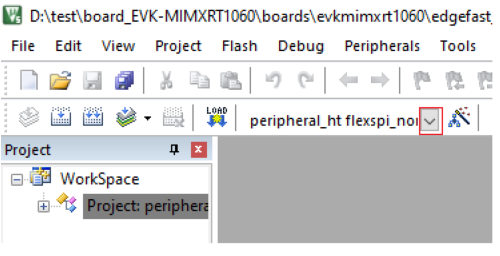 D:\test\board_EVK-MIMXRT1060\boards\evkmimxrt1060\edgefast_
File Edit View Project Flash Debug Peripherals Tools
LOAD
peripheral_ht flexspi_nor
Project
WorkSpace
Project: periphera